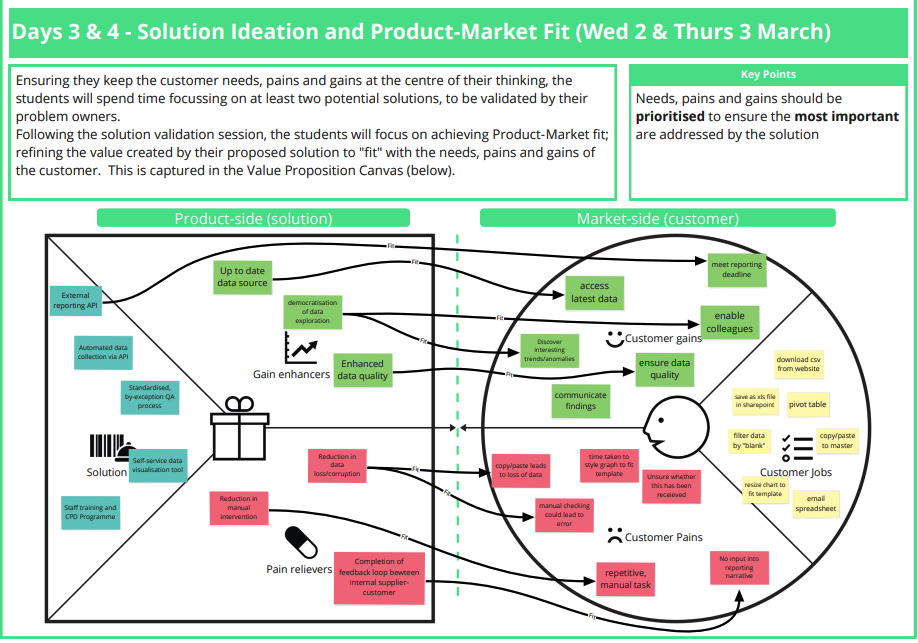 Days 3 & 4 - Solution Ideation and Product-Market Fit (Wed 2 & Thurs 3 March)
Ensuring they keep the customer needs, pains and gains at the centre of their thinking, the
students will spend time focussing on at least two potential solutions, to be validated by their
problem owners.
Following the solution validation session, the students will focus on achieving Product-Market fit;
refining the value created by their proposed solution to "fit" with the needs, pains and gains of
the customer.  This is captured in the Value Proposition Canvas (below).
Key Points
Needs, pains and gains should be
prioritised to ensure the most important
are addressed by the solution
Product-side (solution)
External
reporting API
Automated data
collection via API
Standardised,
by-exception QA
process
Solution
Self-service data
visualisation tool
Staff training and
CPD Programme
Up to date
data source
democratisation
of data
exploration
Gain enhancers
Enhanced
data quality
Reduction in
data
loss/corruption
Reduction in
manual
intervention
Pain relievers
Completion of
feedback loop bewteen
internal supplier-
customer
Fit
Fit
Fit
Fit
Fit
Fit
Fit
Fit
Fit
Market-side (customer)
meet reporting
deadline
access
latest data
enable
colleagues
Discover
interesting
trends/anomalies
Customer gains
ensure data
quality
communicate
findings
download csv
from website
save as xls file
in sharepoint
pivot table
filter data
by "blank"
copy/paste
to master
Customer Jobs
resize chart to
fit template
email
spreadsheet
copy/paste leads
to loss of data
time taken to
style graph to fit
template
Unsure whether
this has been
receieved
manual checking
could lead to
error
Customer Pains
repetitive,
manual task
No input into
reporting
narrative